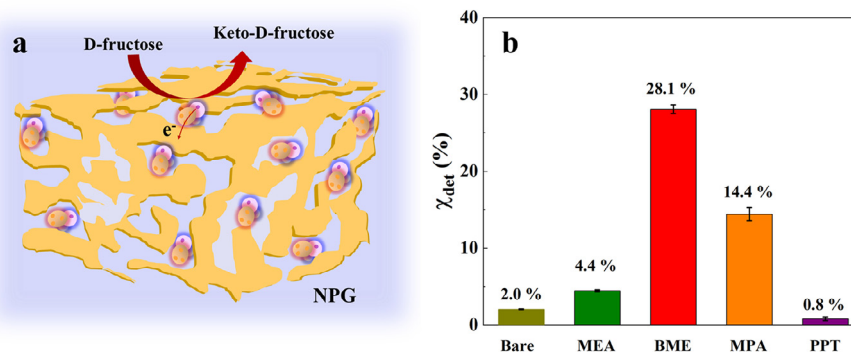 a
D-fructose
Keto-D-fructose
e-
NPG
b
χdet (%)
40
30
20
10
0
2.0 %
4.4 %
28.1 %
14.4 %
0.8 %
Bare
MEA
BME
MPA
PPT